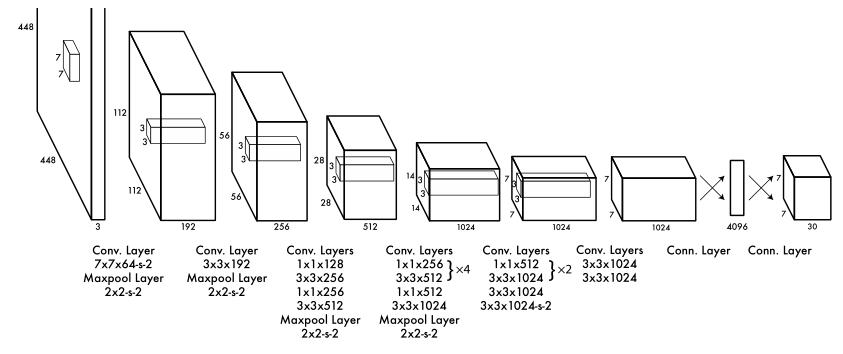 448
7
7
448
3
112
3
3
112
192
56
3
3
56
256
28
3
3
28
512
14
3
3
14
1024
7
3
3
7
1024
7
7
1024
4096
7
7
30
Conv. Layer
7x7x64-s-2
Maxpool Layer
2x2-s-2
Conv. Layer
3x3x192
Maxpool Layer
2x2-s-2
Conv. Layers
1x1x128
3x3x256
1x1x256
3x3x512
Maxpool Layer
2x2-s-2
Conv. Layers
1x1x256
3x3x512
}×4
1x1x512
3x3x1024
Maxpool Layer
2x2-s-2
Conv. Layers
1x1x512
3x3x1024
}×2
3x3x1024
3x3x1024-s-2
Conv. Layers
3x3x1024
3x3x1024
Conn. Layer
Conn. Layer